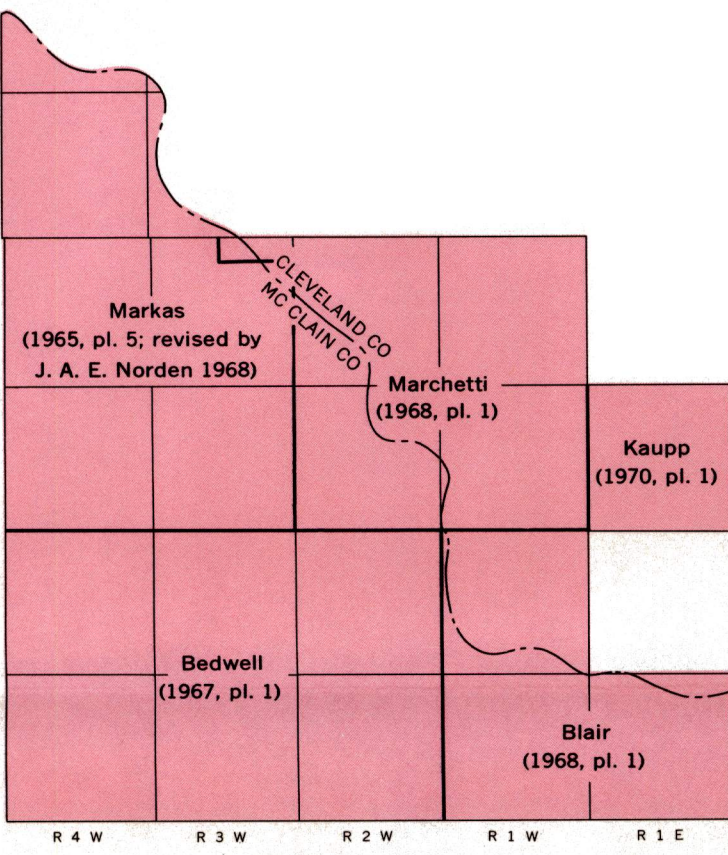 CLEVELAND CO
MC CLAIN CO
Markas
(1965, pl. 5; revised by
J. A. E. Norden 1968)
Marchetti
(1968, pl. 1)
Kaupp
(1970, pl. 1)
Bedwell
(1967, pl. 1)
Blair
(1968, pl. 1)
R 4 W R 3 W R 2 W R 1 W R 1 E